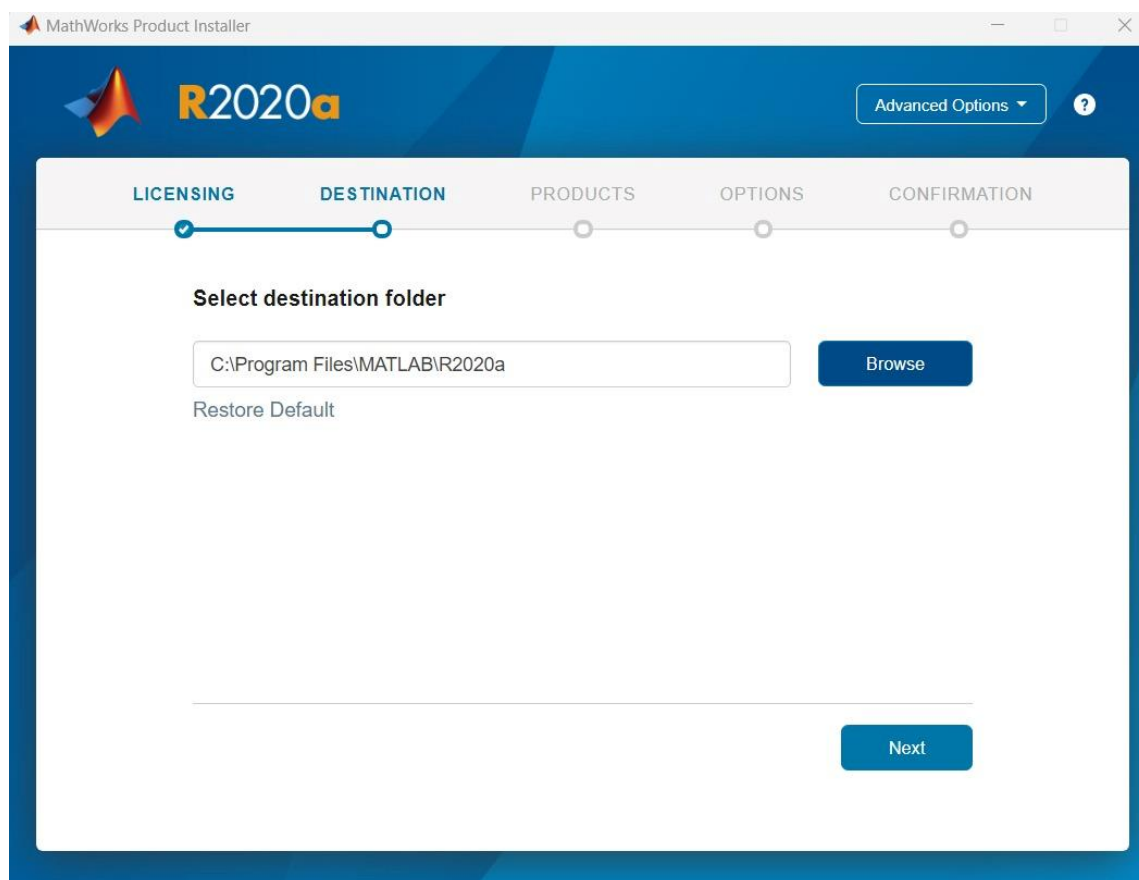 MathWorks Product Installer
R2020a
Advanced Options
?
LICENSING DESTINATION PRODUCTS OPTIONS CONFIRMATION
Select destination folder
C:\Program Files\MATLAB\R2020a
Browse
Restore Default
Next